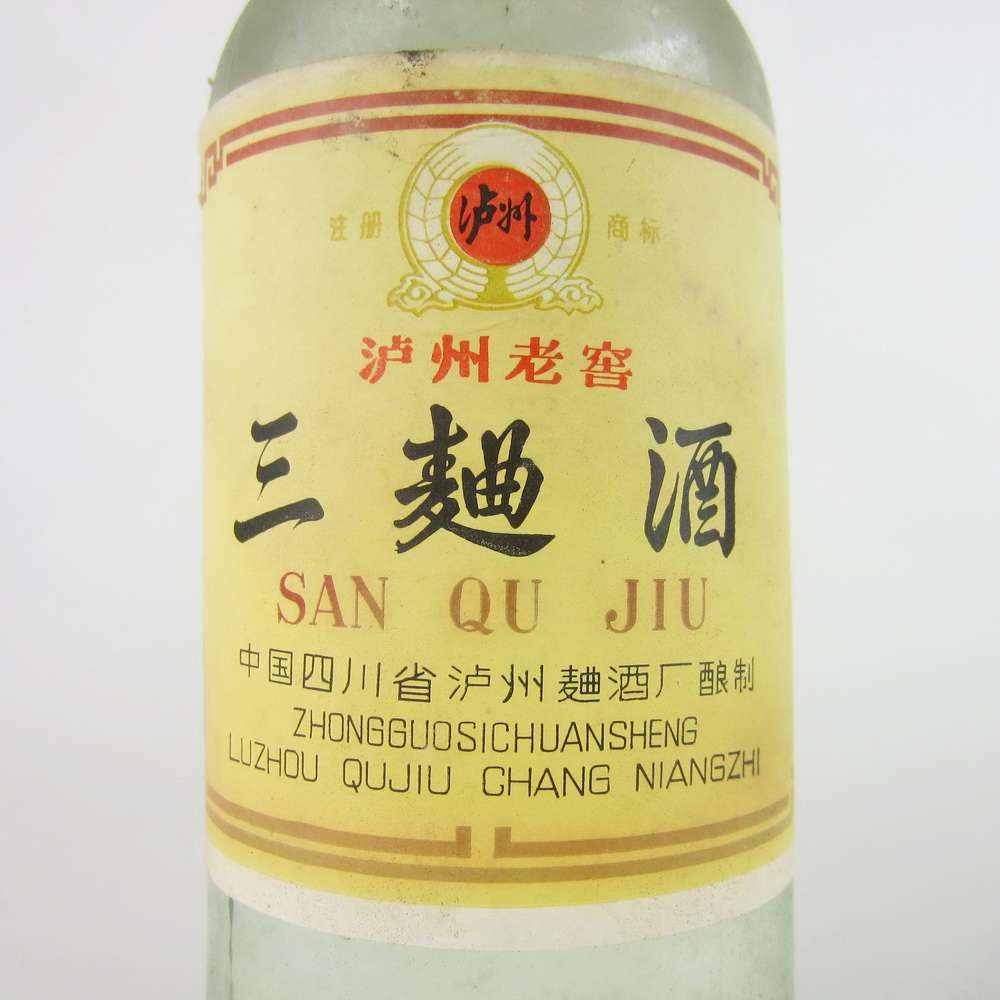 注册 泸州 商标
泸州老窖
三麯酒
SAN QU JIU
中国四川省泸州麯酒厂酿制
ZHONGGUOSICHUANSHENG
LUZHOU QUJIU CHANG NIANGZHI